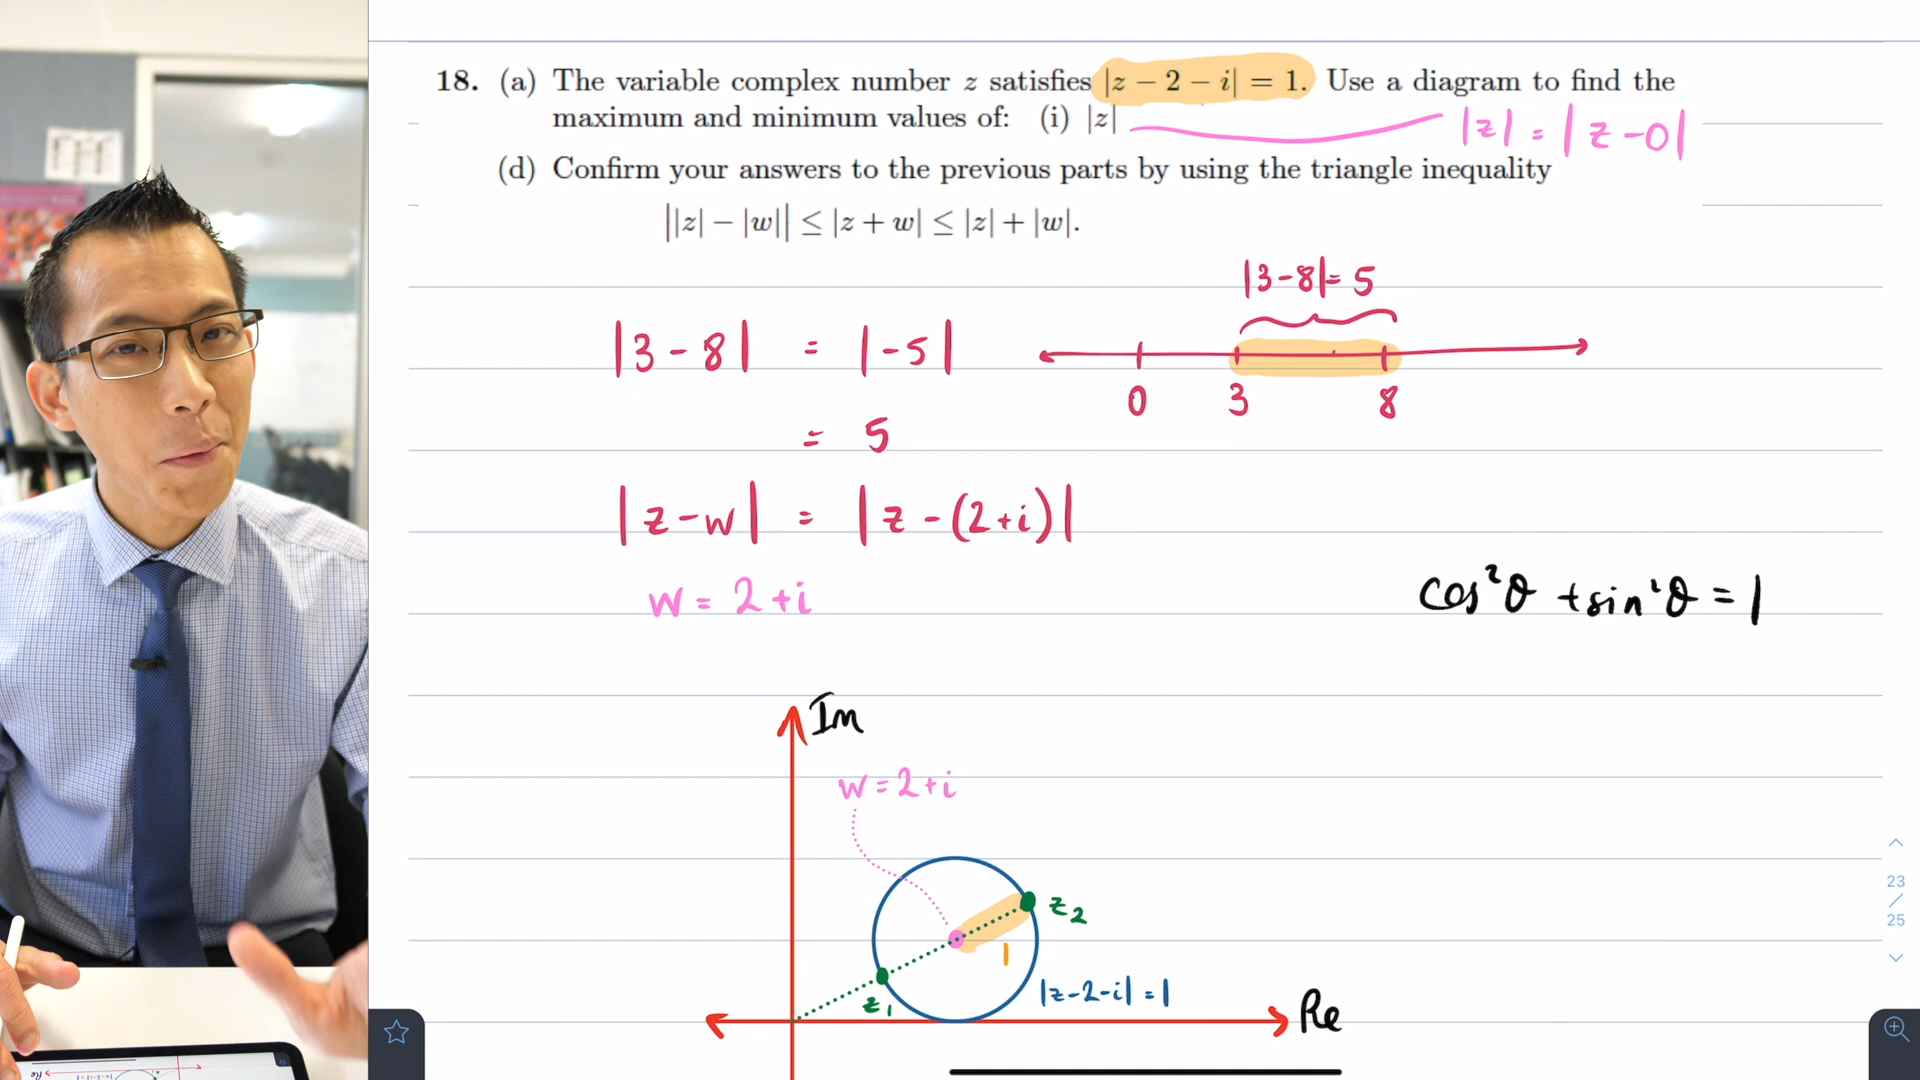 18. (a) The variable complex number z satisfies |z − 2 − i| = 1. Use a diagram to find the
maximum and minimum values of: (i) |z|
|z| = |z-0|
(d) Confirm your answers to the previous parts by using the triangle inequality
||z| − |w|| ≤ |z + w| ≤ |z| + |w|.
|3-8|= 5
|3-8| = |-5|
0 3 8
= 5
|z-w| = |z-(2+i)|
w = 2+i
cos²θ +sin²θ = 1
Im
w=2+i
z₂
1
|z-2-i| = 1
z₁
Re
23
/
25